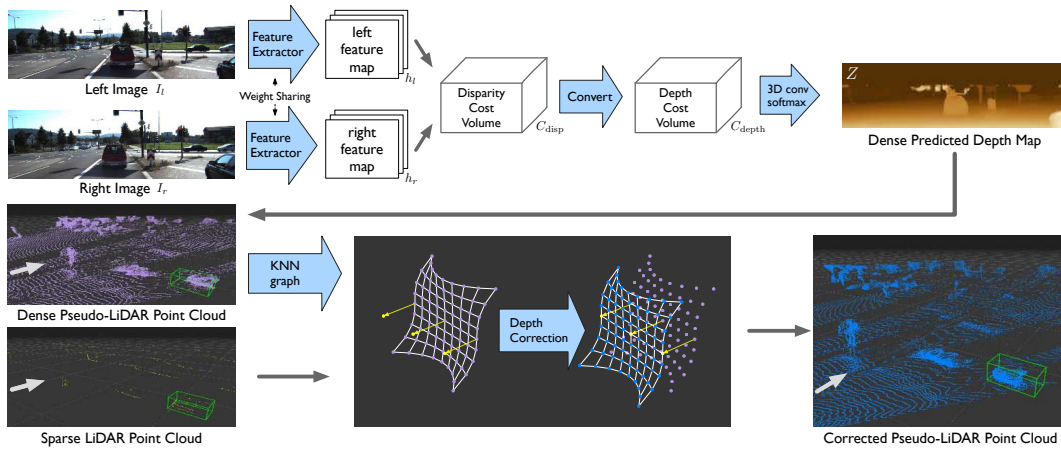 Left Image I_l
Feature
Extractor
left
feature
map
h_l
Weight Sharing
Right Image I_r
Feature
Extractor
right
feature
map
h_r
Disparity
Cost
Volume
C_disp
Convert
Depth
Cost
Volume
C_depth
3D conv
softmax
Z
Dense Predicted Depth Map
Dense Pseudo-LiDAR Point Cloud
KNN
graph
Depth
Correction
Sparse LiDAR Point Cloud
Corrected Pseudo-LiDAR Point Cloud